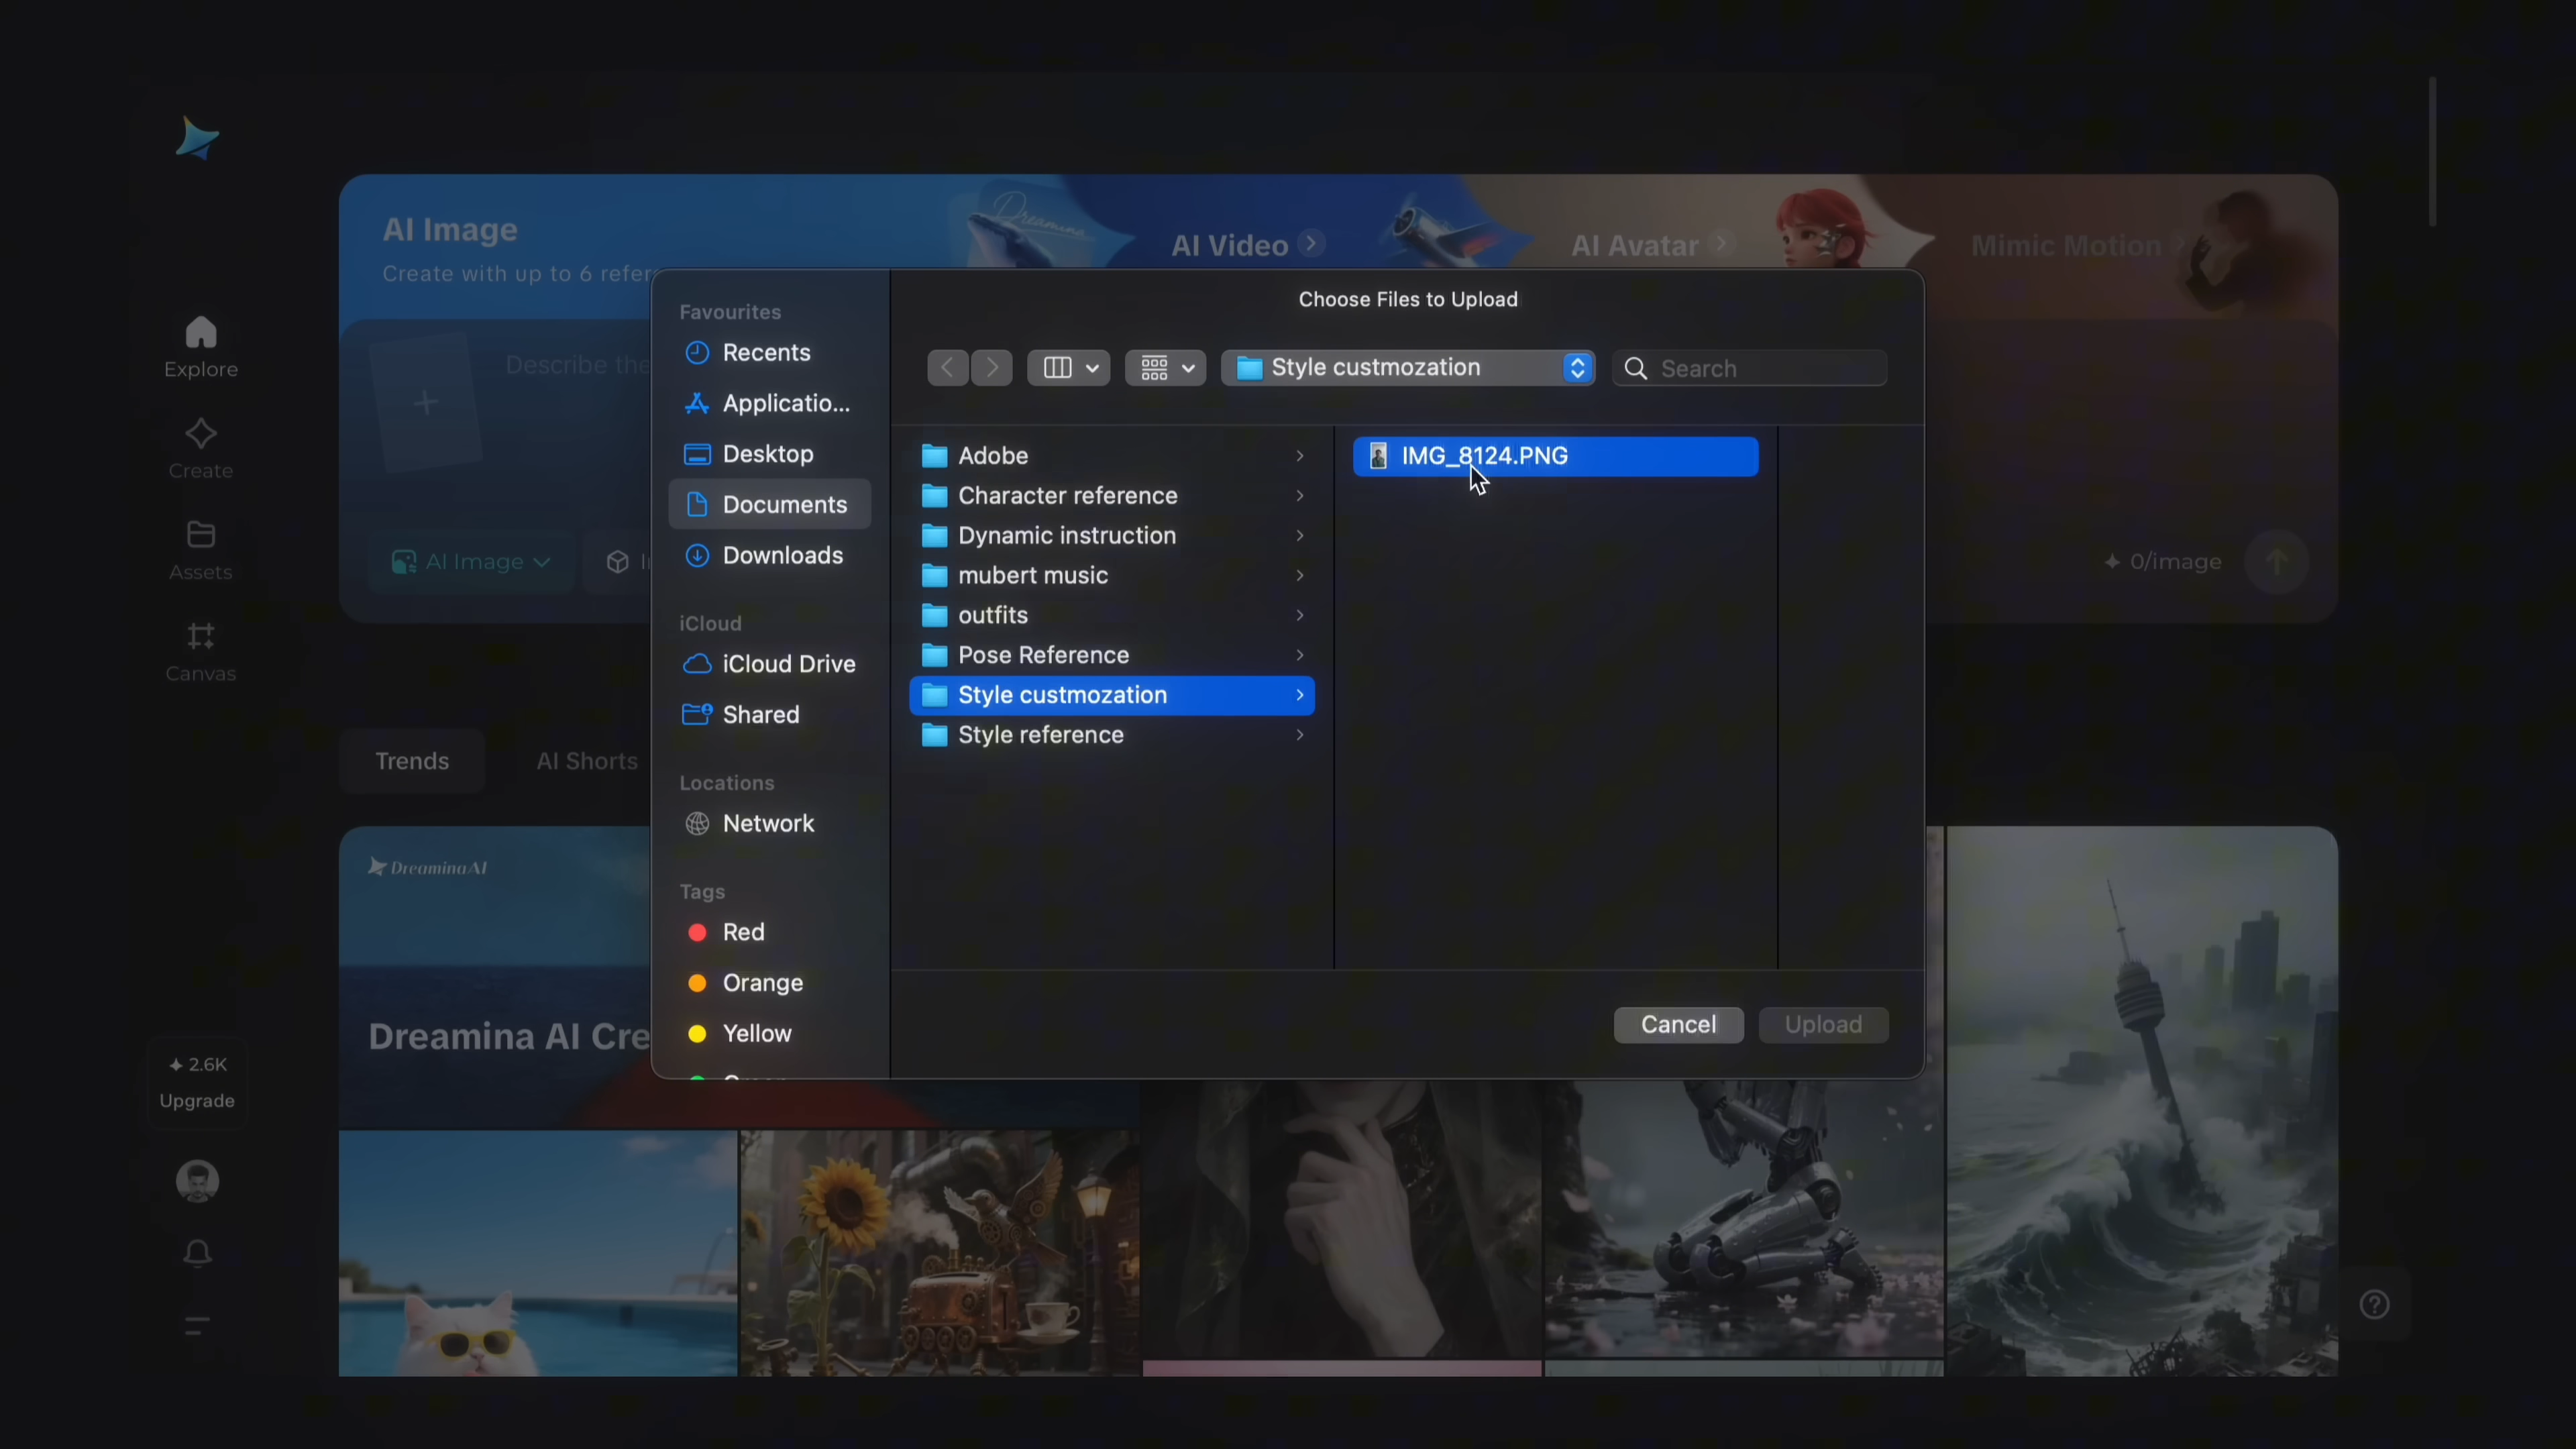 AI Image
Create with up to 6 refer
AI Video
AI Avatar
Mimic Motion
Explore
Create
Assets
Canvas
Describe the
AI Image
0/image
Favourites
Recents
Applicatio...
Desktop
Documents
Downloads
iCloud
iCloud Drive
Shared
Locations
Network
Tags
Red
Orange
Yellow
Choose Files to Upload
Style custmozation
Search
Adobe
Character reference
Dynamic instruction
mubert music
outfits
Pose Reference
Style custmozation
Style reference
IMG_8124.PNG
Cancel
Upload
Trends
AI Shorts
DreaminaAI
Dreamina AI Cre
Dreamina
2.6K
Upgrade